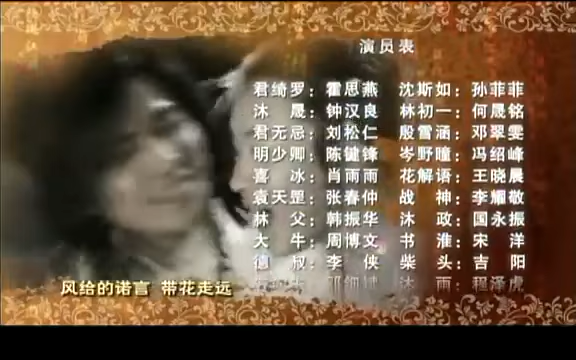 演员表
君绮罗：霍思燕 沈斯如：孙菲菲
沐晟：钟汉良 林初一：何晟铭
君无忌：刘松仁 殷雪涵：邓翠雯
明少卿：陈键锋 岑野瞳：冯绍峰
喜冰：肖雨雨 花解语：王晓晨
袁天罡：张春仲 战神：李耀敬
林父：韩振华 沐政：国永振
大牛：周博文 书淮：宋洋
德叔：李侠 柴头：吉阳
沐雨：程泽虎
风给的诺言 带花走远